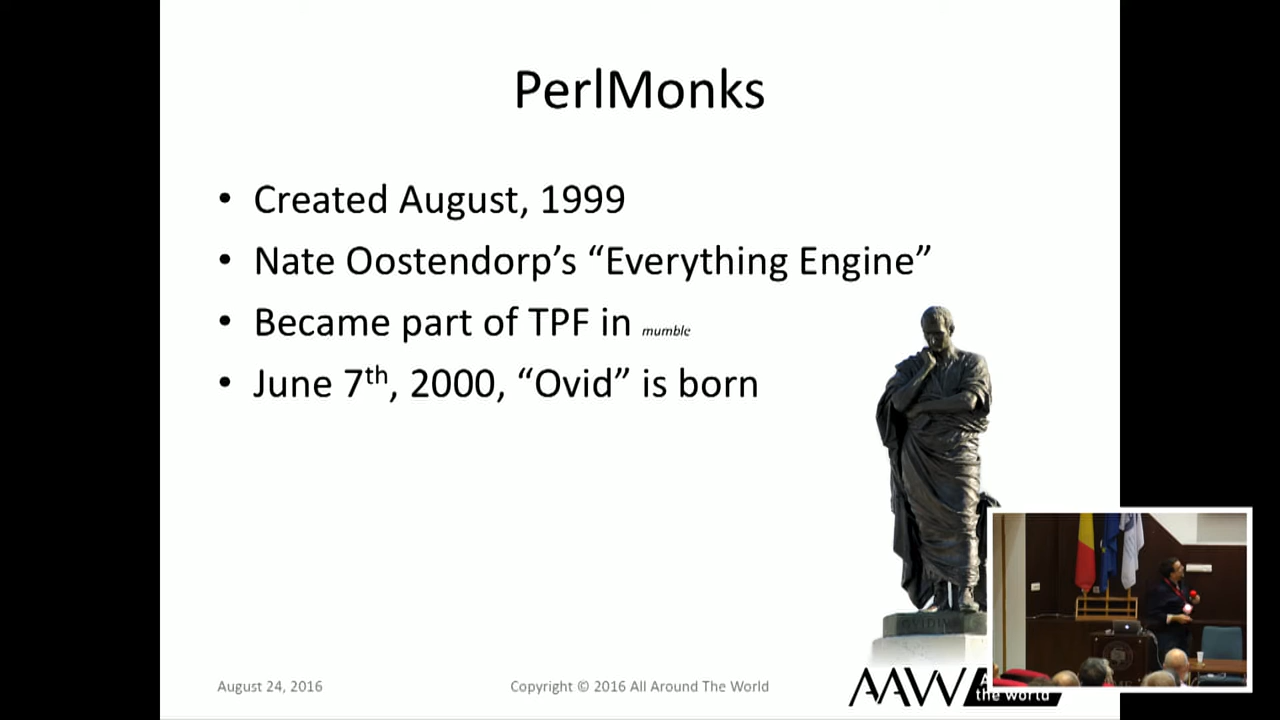 PerlMonks
• Created August, 1999
• Nate Oostendorp’s “Everything Engine”
• Became part of TPF in mumble
• June 7th, 2000, “Ovid” is born
August 24, 2016
Copyright © 2016 All Around The World
AAW
the world